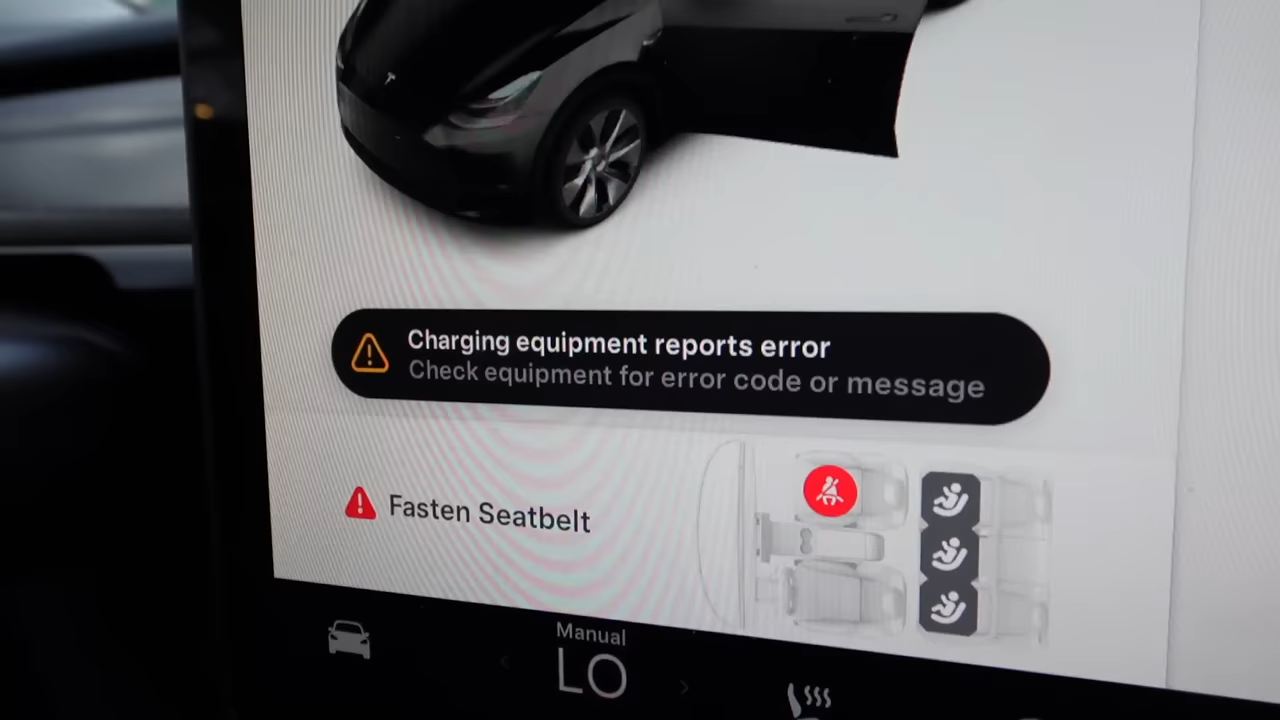 Charging equipment reports error
Check equipment for error code or message
Fasten Seatbelt
Manual
LO